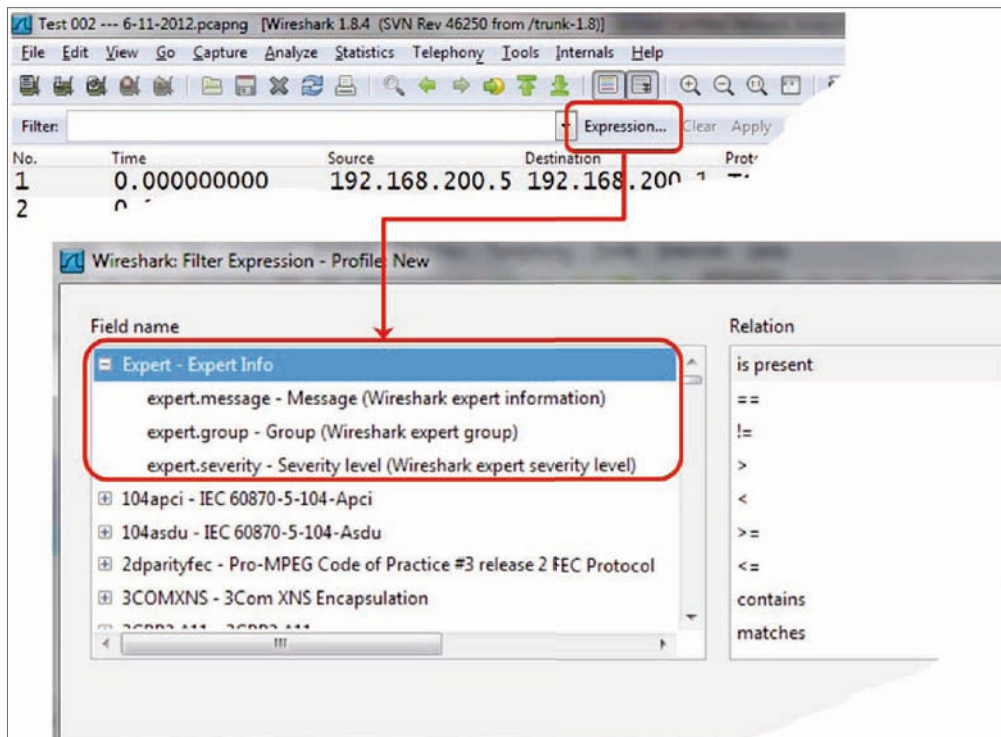 Test 002 --- 6-11-2012.pcapng [Wireshark 1.8.4 (SVN Rev 46250 from /trunk-1.8)]
File Edit View Go Capture Analyze Statistics Telephony Tools Internals Help
Filter: Expression... Clear Apply
No. Time Source Destination
1 0.000000000 192.168.200.5 192.168.200.1
2
Wireshark: Filter Expression - Profile: New
Field name
Relation
Expert - Expert Info
expert.message - Message (Wireshark expert information)
expert.group - Group (Wireshark expert group)
expert.severity - Severity level (Wireshark expert severity level)
104apci - IEC 60870-5-104-Apci
104asdu - IEC 60870-5-104-Asdu
2dparityfec - Pro-MPEG Code of Practice #3 release 2 FEC Protocol
3COMXNS - 3Com XNS Encapsulation
is present
==
!=
>
<
>=
<=
contains
matches